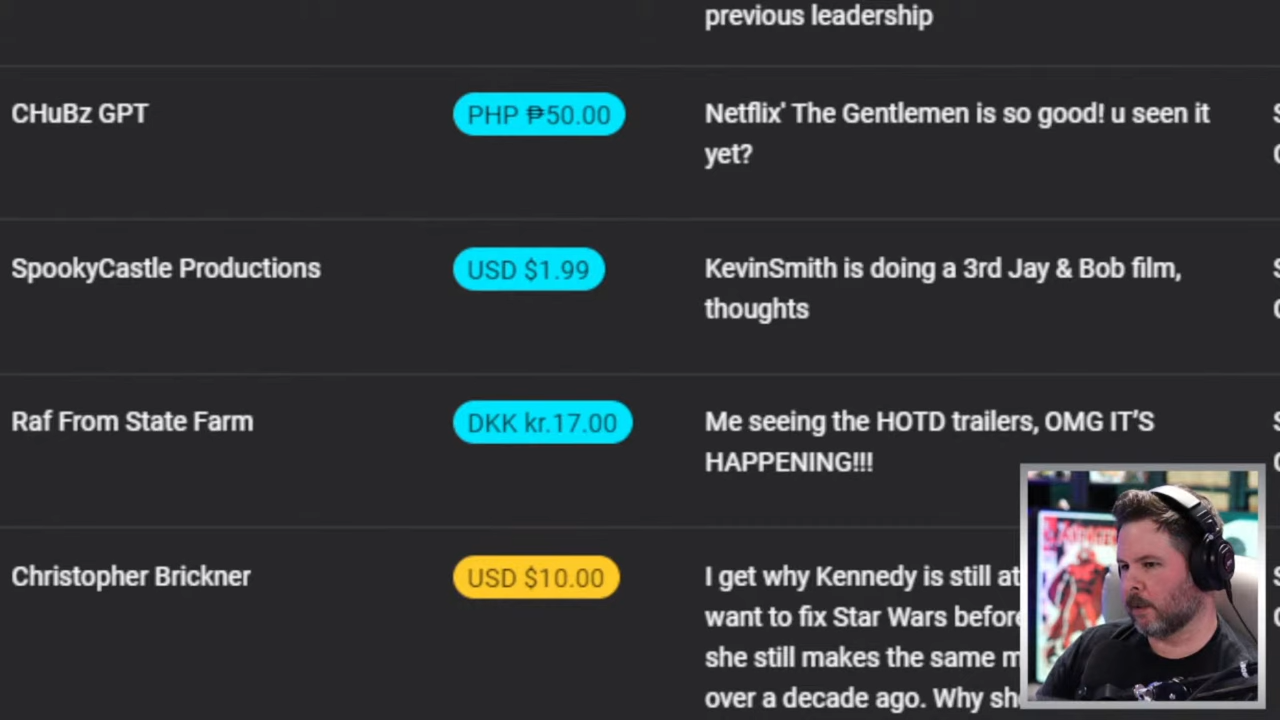 previous leadership
CHuBz GPT
PHP ₱50.00
Netflix' The Gentlemen is so good! u seen it
yet?
SpookyCastle Productions
USD $1.99
KevinSmith is doing a 3rd Jay & Bob film,
thoughts
Raf From State Farm
DKK kr.17.00
Me seeing the HOTD trailers, OMG IT'S
HAPPENING!!!
Christopher Brickner
USD $10.00
I get why Kennedy is still at
want to fix Star Wars before
she still makes the same
over a decade ago. Why